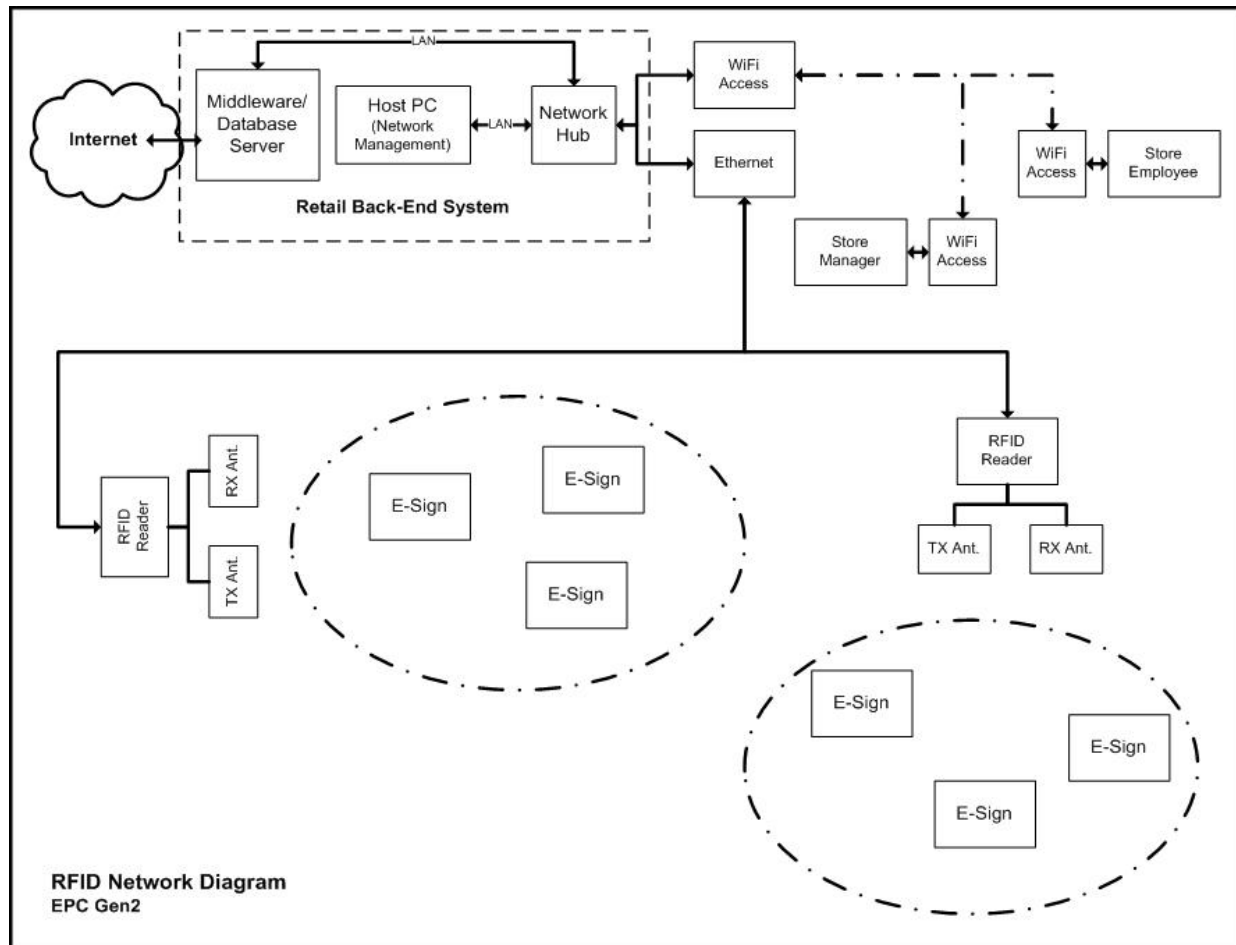 LAN
WiFi
Access
Middleware/
Database
Server
Host PC
(Network
Management)
LAN
Network
Hub
Internet
Ethernet
WiFi
Access
Store
Employee
Retail Back-End System
Store
Manager
WiFi
Access
RFID
Reader
RX Ant.
TX Ant.
E-Sign
E-Sign
E-Sign
RFID
Reader
TX Ant.
RX Ant.
E-Sign
E-Sign
E-Sign
RFID Network Diagram
EPC Gen2